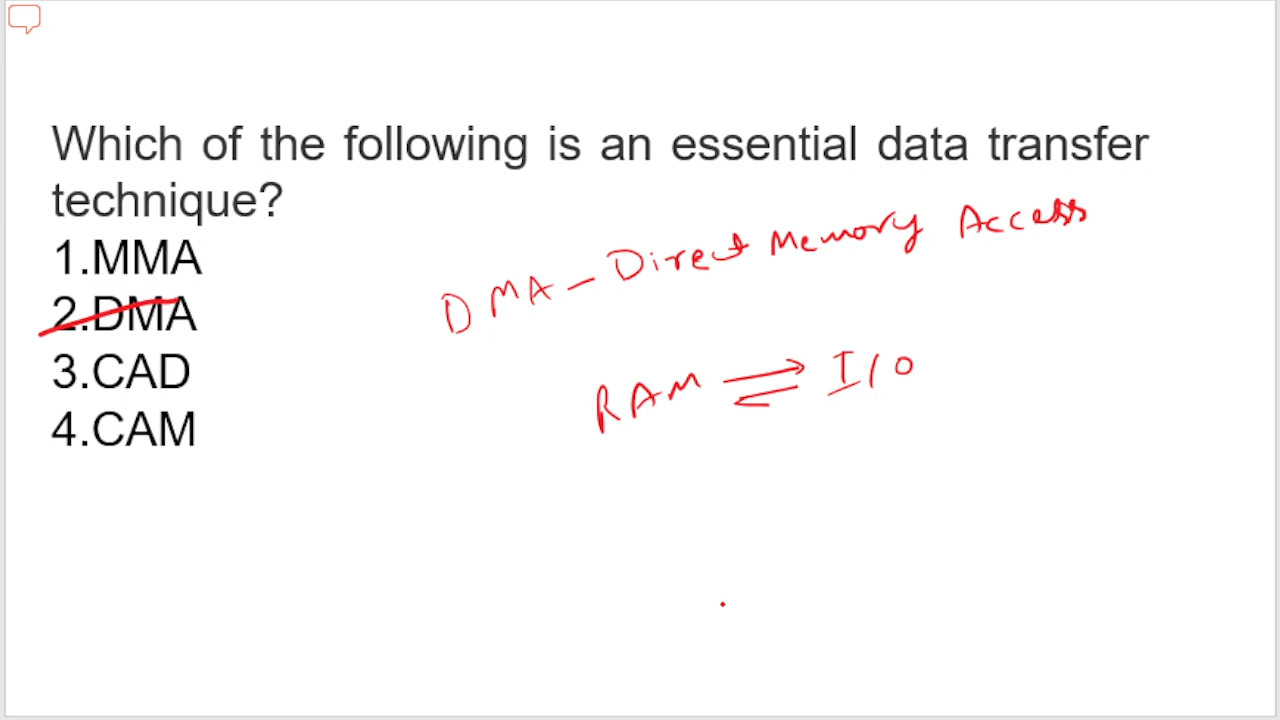 Which of the following is an essential data transfer
technique?
1.MMA
2.DMA
3.CAD
4.CAM
DMA – Direct Memory Access
RAM ⇌ I/O